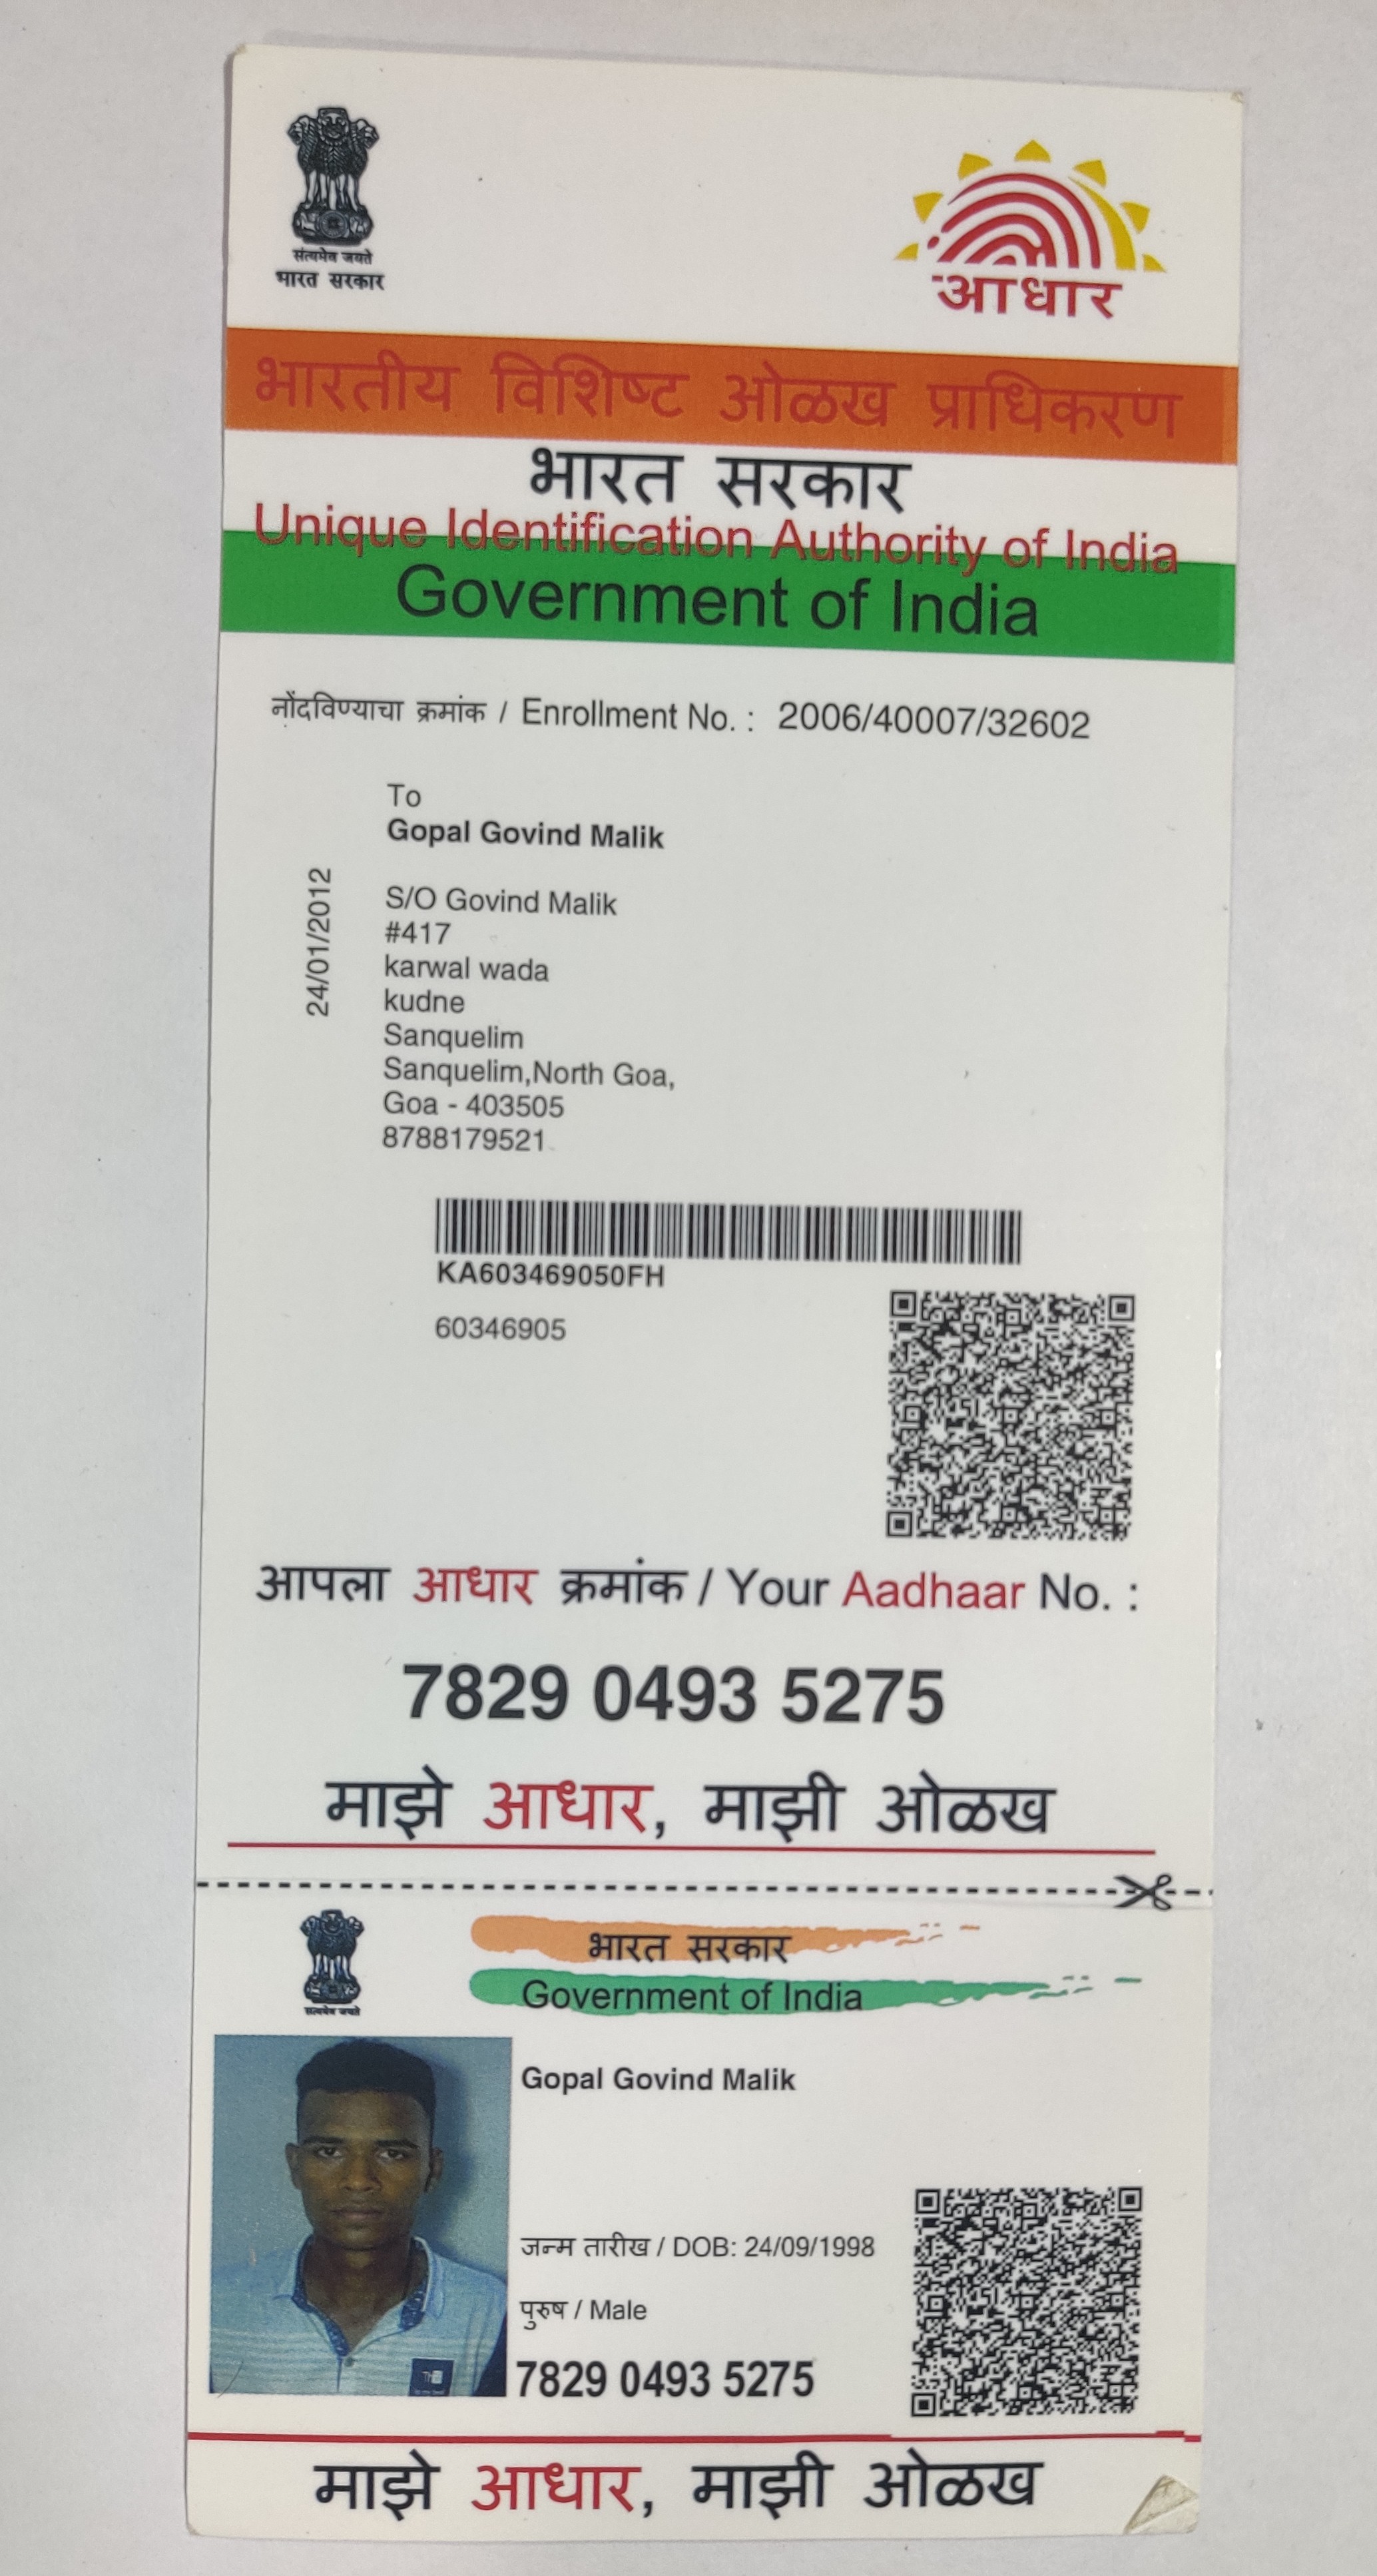 सत्यमेव जयते
भारत सरकार
आधार
भारतीय विशिष्ट ओळख प्राधिकरण
भारत सरकार
Unique Identification Authority of India
Government of India
नोंदविण्याचा क्रमांक / Enrollment No. : 2006/40007/32602
To
Gopal Govind Malik
24/01/2012
S/O Govind Malik
#417
karwal wada
kudne
Sanquelim
Sanquelim,North Goa,
Goa - 403505
8788179521
KA603469050FH
60346905
आपला आधार क्रमांक / Your Aadhaar No. :
7829 0493 5275
माझे आधार, माझी ओळख
सत्यमेव जयते
भारत सरकार
Government of India
Gopal Govind Malik
जन्म तारीख / DOB: 24/09/1998
पुरुष / Male
7829 0493 5275
माझे आधार, माझी ओळख